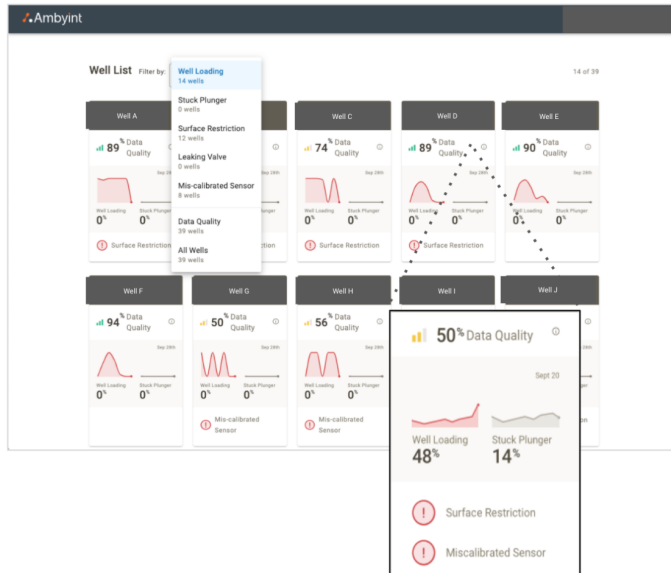 Ambyint
Well List Filter by:
14 of 39
Well Loading
14 wells
Stuck Plunger
0 wells
Surface Restriction
12 wells
Leaking Valve
0 wells
Mis-calibrated Sensor
8 wells
Data Quality
39 wells
All Wells
39 wells
Well A
89% Data
Quality
Sep 28th
Well Loading Stuck Plunger
0% 0%
Surface Restriction
Well C
74% Data
Quality
Sep 28th
Well Loading Stuck Plunger
0% 0%
Surface Restriction
Well D
89% Data
Quality
Sep 28th
Well Loading Stuck Plunger
0% 0%
Surface Restriction
Well E
90% Data
Quality
Sep 28th
Well Loading Stuck Plunger
0% 0%
Surface Restriction
Well F
94% Data
Quality
Sep 28th
Well Loading Stuck Plunger
0% 0%
Well G
50% Data
Quality
Sep 28th
Well Loading Stuck Plunger
0% 0%
Mis-calibrated
Sensor
Well H
56% Data
Quality
Sep 28th
Well Loading Stuck Plunger
0% 0%
Mis-calibrated
Sensor
Well I
Well J
50% Data Quality
Sept 20
Well Loading Stuck Plunger
48% 14%
Surface Restriction
Miscalibrated Sensor